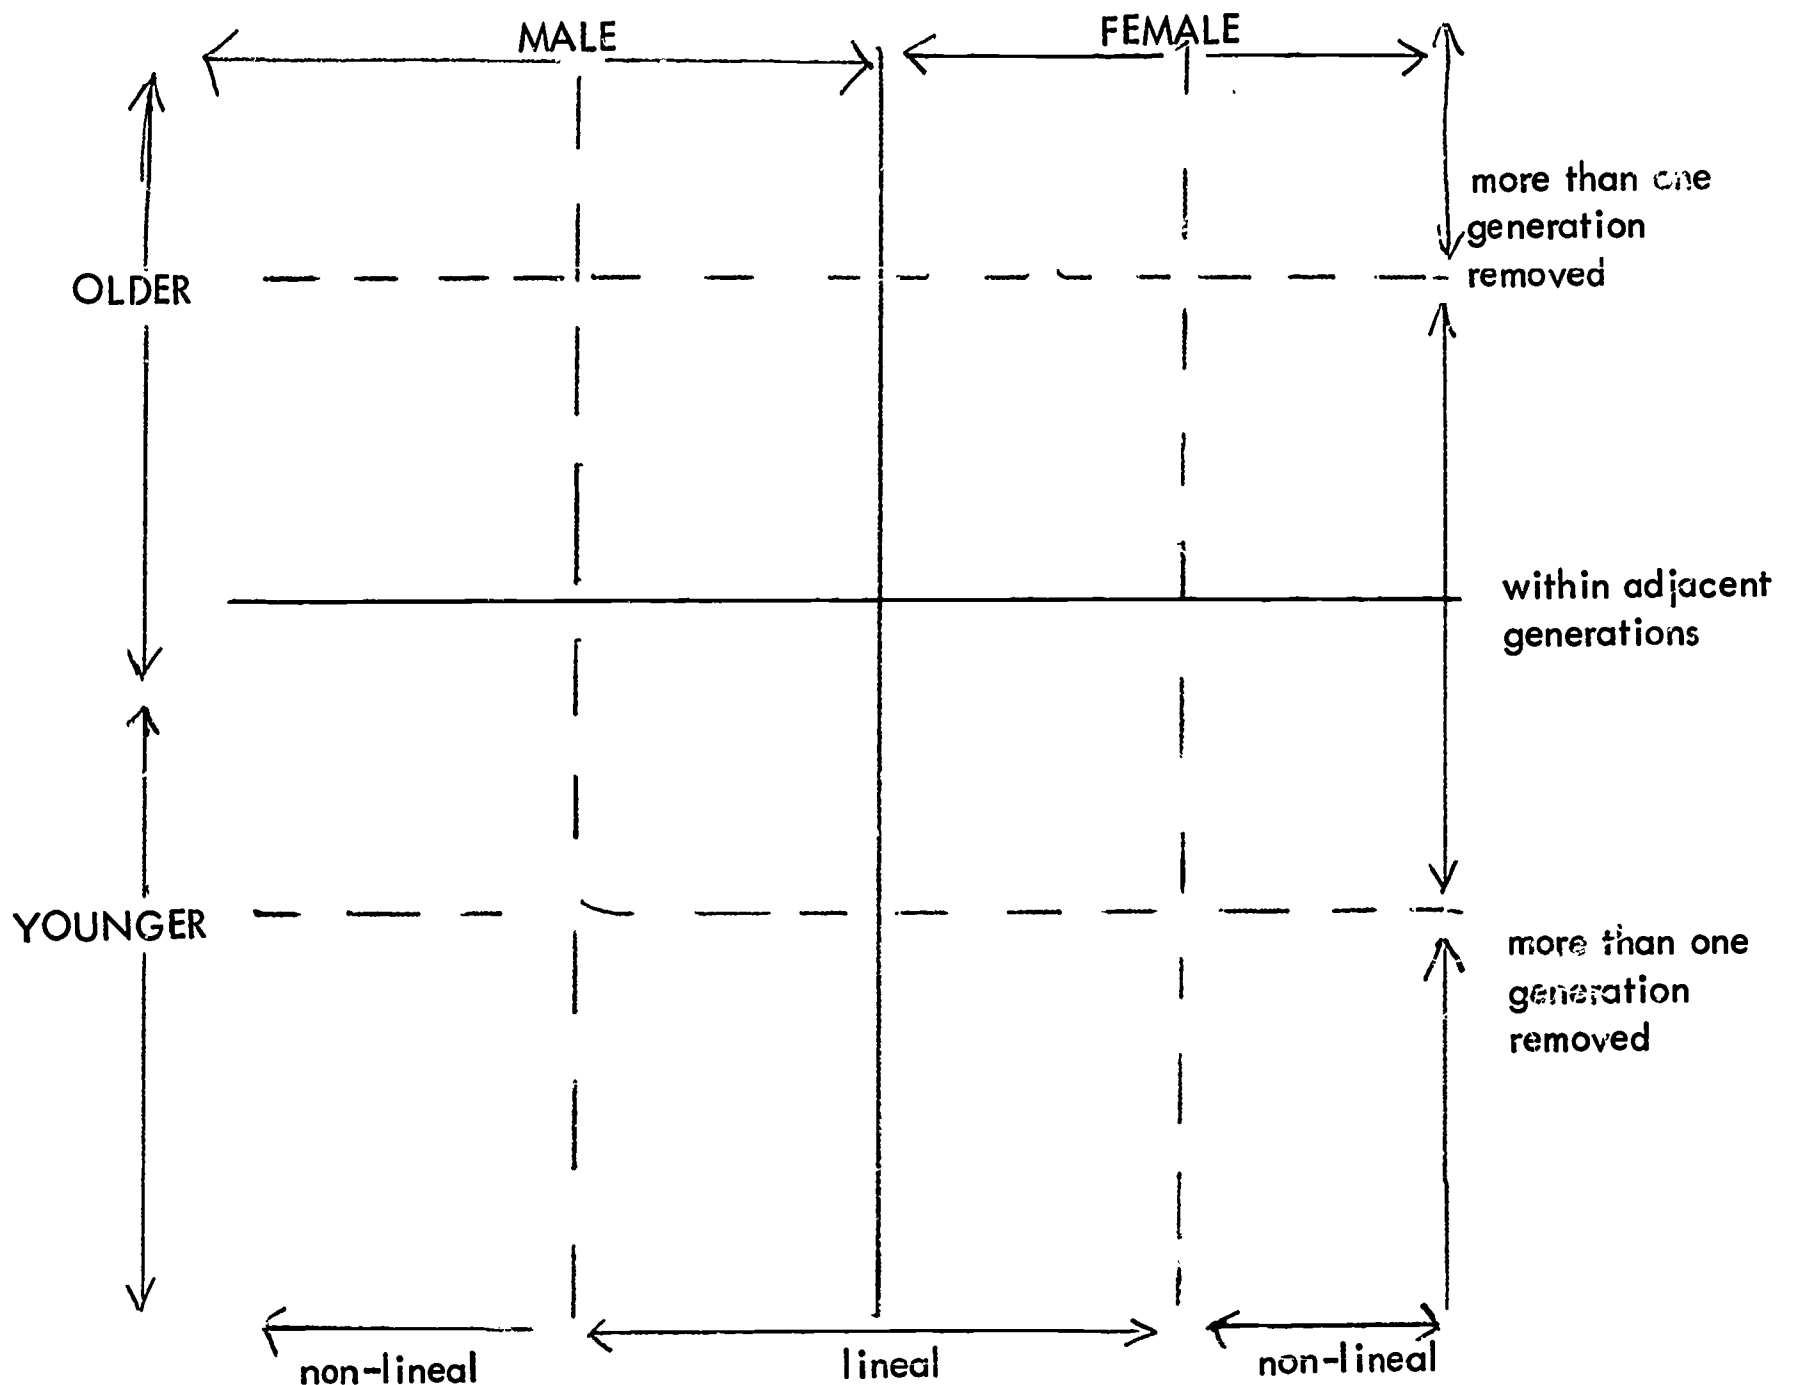 MALE
FEMALE
more than one
generation
removed
OLDER
within adjacent
generations
YOUNGER
more than one
generation
removed
non-lineal
lineal
non-lineal